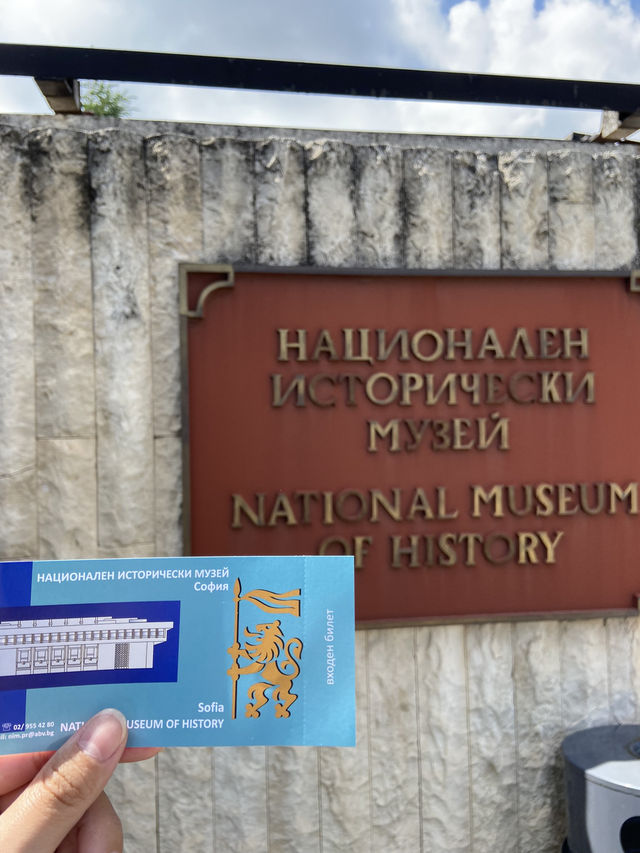 НАЦИОНАЛЕН
ИСТОРИЧЕСКИ
МУЗЕЙ
NATIONAL MUSEUM
OF HISTORY
НАЦИОНАЛЕН ИСТОРИЧЕСКИ МУЗЕЙ
София
входен билет
Sofia
☏ 02/ 955 42 80
nim.pr@abv.bg
MUSEUM OF HISTORY